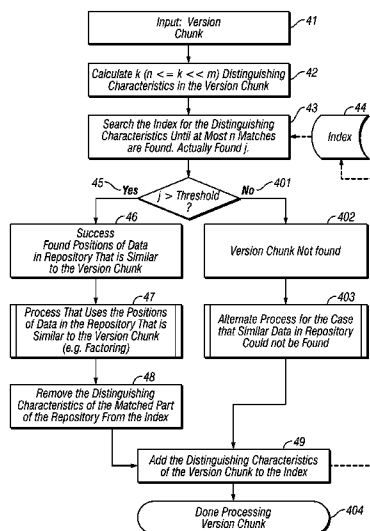 Input: Version
Chunk
41
Calculate k (n <= k << m) Distinguishing
Characteristics in the Version Chunk
42
43
Search the Index for the Distinguishing
Characteristics Until at Most n Matches
are Found. Actually Found j.
44
Index
45
Yes
j > Threshold
?
No
401
46
Success
Found Positions of Data
in Repository That is Similar
to the Version Chunk
402
Version Chunk Not found
47
Process That Uses the Positions
of Data in the Repository That is
Similar to the Version Chunk
(e.g. Factoring)
403
Alternate Process for the Case
that Similar Data in Repository
Could not be Found
48
Remove the Distinguishing
Characteristics of the Matched Part
of the Repository From the Index
49
Add the Distinguishing Characteristics
of the Version Chunk to the Index
Done Processing
Version Chunk
404